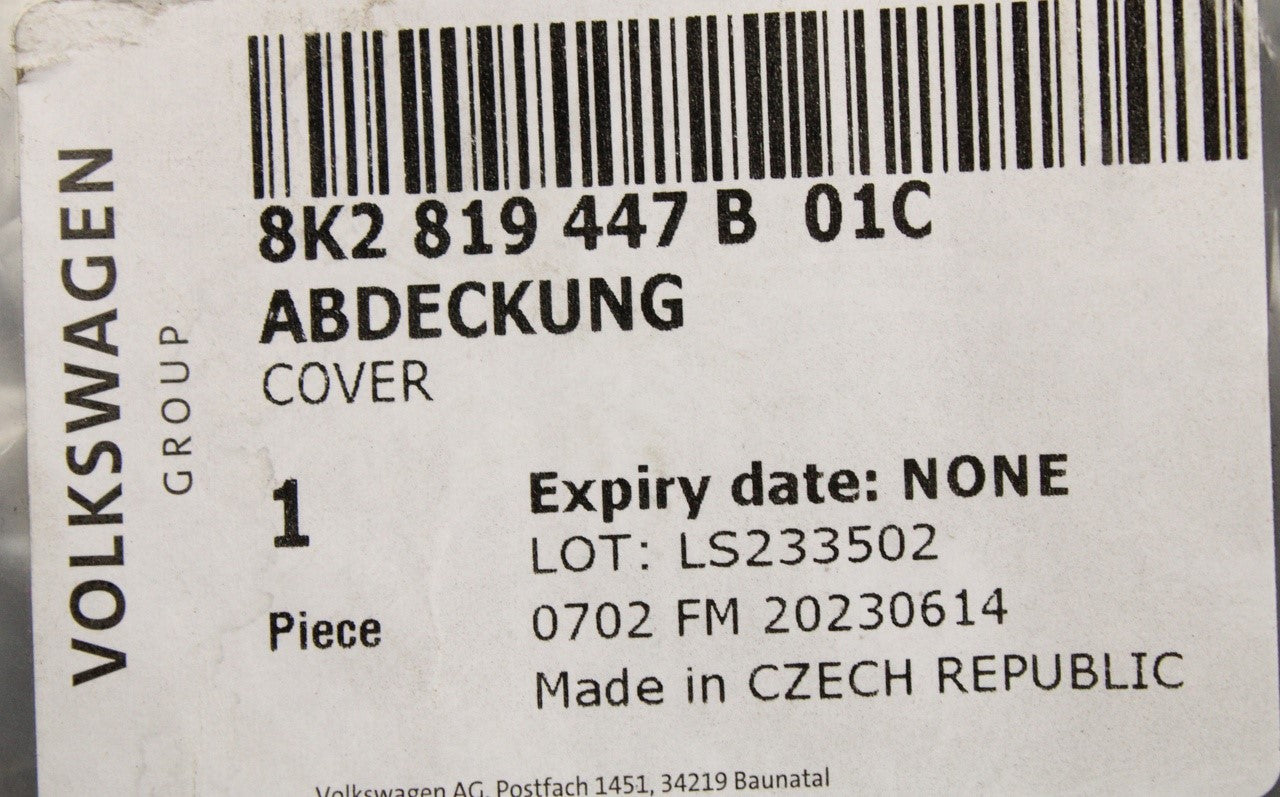 VOLKSWAGEN
GROUP
8K2 819 447 B 01C
ABDECKUNG
COVER
1
Piece
Expiry date: NONE
LOT: LS233502
0702 FM 20230614
Made in CZECH REPUBLIC
Volkswagen AG, Postfach 1451, 34219 Baunatal